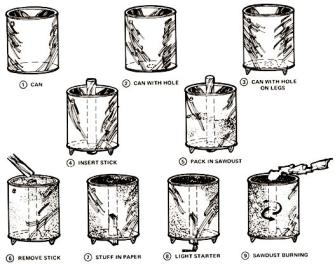 ① CAN
② CAN WITH HOLE
③ CAN WITH HOLE
ON LEGS
④ INSERT STICK
⑤ PACK IN SAWDUST
⑥ REMOVE STICK
⑦ STUFF IN PAPER
⑧ LIGHT STARTER
⑨ SAWDUST BURNING